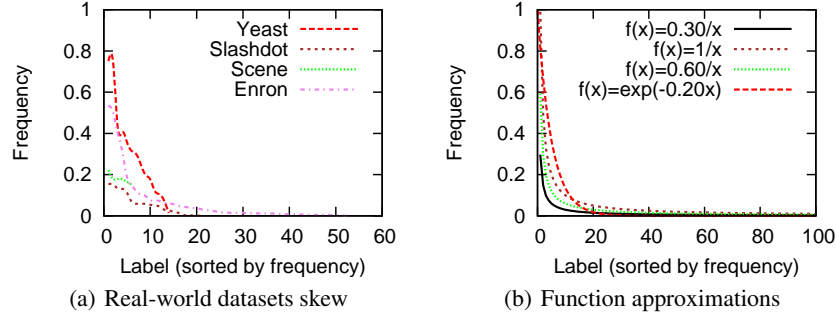 Frequency
1
0.8
0.6
0.4
0.2
0
0 10 20 30 40 50 60
Label (sorted by frequency)
Yeast
Slashdot
Scene
Enron
(a) Real-world datasets skew
Frequency
1
0.8
0.6
0.4
0.2
0
0 20 40 60 80 100
Label (sorted by frequency)
f(x)=0.30/x
f(x)=1/x
f(x)=0.60/x
f(x)=exp(-0.20x)
(b) Function approximations